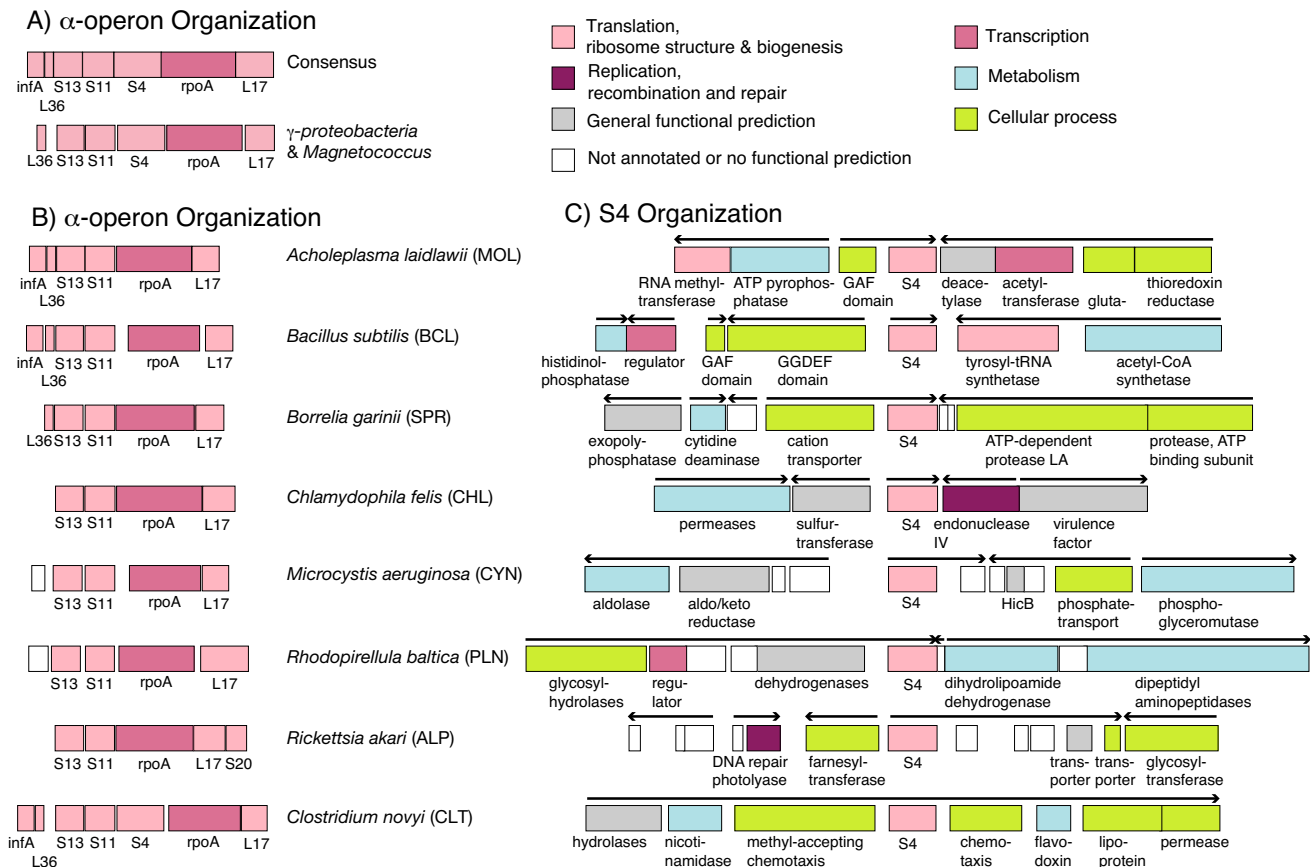 A) α-operon Organization
Consensus
infA S13 S11 S4 rpoA L17
L36
γ-proteobacteria
& Magnetococcus
L36 S13 S11 S4 rpoA L17
Translation,
ribosome structure & biogenesis
Replication,
recombination and repair
General functional prediction
Not annotated or no functional prediction
Transcription
Metabolism
Cellular process
B) α-operon Organization
C) S4 Organization
Acholeplasma laidlawii (MOL)
infA S13 S11 rpoA L17
L36
RNA methyl- ATP pyrophos- GAF S4 deace- acetyl- thioredoxin
transferase phatase domain tylase transferase gluta- reductase
Bacillus subtilis (BCL)
infA S13 S11 rpoA L17
L36
histidinol- regulator GAF GGDEF S4 tyrosyl-tRNA acetyl-CoA
phosphatase domain domain synthetase synthetase
Borrelia garinii (SPR)
L36 S13 S11 rpoA L17
exopoly- cytidine cation S4 ATP-dependent protease, ATP
phosphatase deaminase transporter protease LA binding subunit
Chlamydophila felis (CHL)
S13 S11 rpoA L17
permeases sulfur- S4 endonuclease virulence
transferase IV factor
Microcystis aeruginosa (CYN)
S13 S11 rpoA L17
aldolase aldo/keto S4 HicB phosphate- phospho-
reductase transport glyceromutase
Rhodopirellula baltica (PLN)
S13 S11 rpoA L17
glycosyl- regu- dehydrogenases S4 dihydrolipoamide dipeptidyl
hydrolases lator dehydrogenase aminopeptidases
Rickettsia akari (ALP)
S13 S11 rpoA L17 S20
DNA repair farnesyl- S4 trans- trans- glycosyl-
photolyase transferase porter porter transferase
Clostridium novyi (CLT)
infA S13 S11 S4 rpoA L17
L36
hydrolases nicoti- methyl-accepting S4 chemo- flavo- lipo- permease
namidase chemotaxis taxis doxin protein